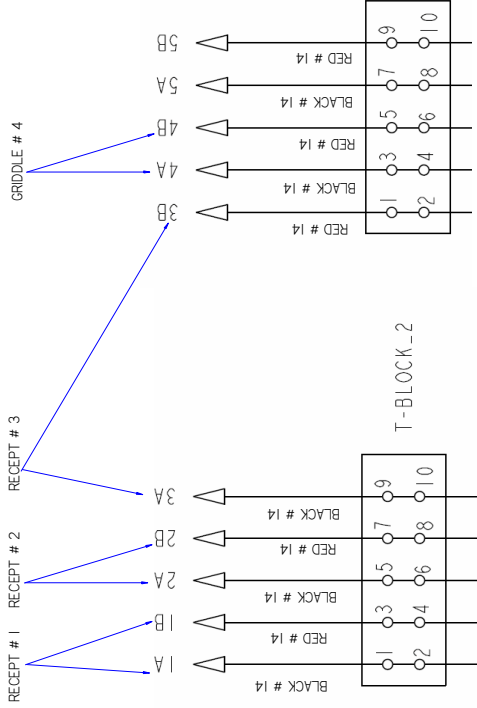 GRIDDLE # 4
RECEPT # 3
RECEPT # 2
RECEPT # 1
5B
5A
4B
4A
3B
3A
2B
2A
1B
1A
RED # 14
BLACK # 14
RED # 14
BLACK # 14
RED # 14
BLACK # 14
RED # 14
BLACK # 14
RED # 14
BLACK # 14
9 10
7 8
5 6
3 4
1 2
T-BLOCK_2
9 10
7 8
5 6
3 4
1 2